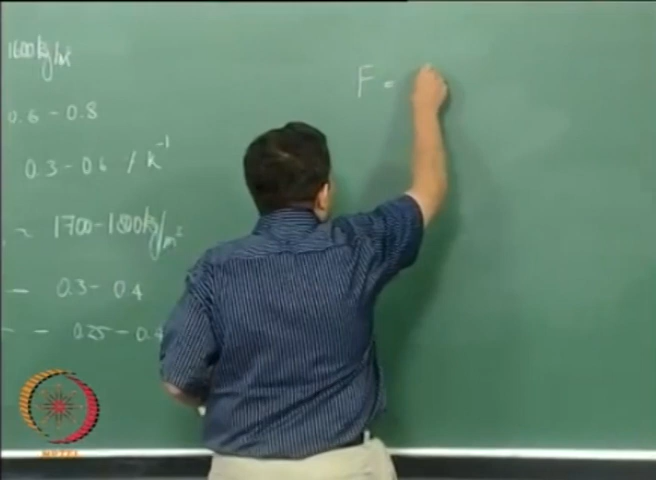 1600 kg/m³
0.6 - 0.8
0.3 - 0.6 / K⁻¹
≈ 1700 - 1800 kg/m³
- 0.3 - 0.4
- 0.25 - 0.4
F =
NPTEL